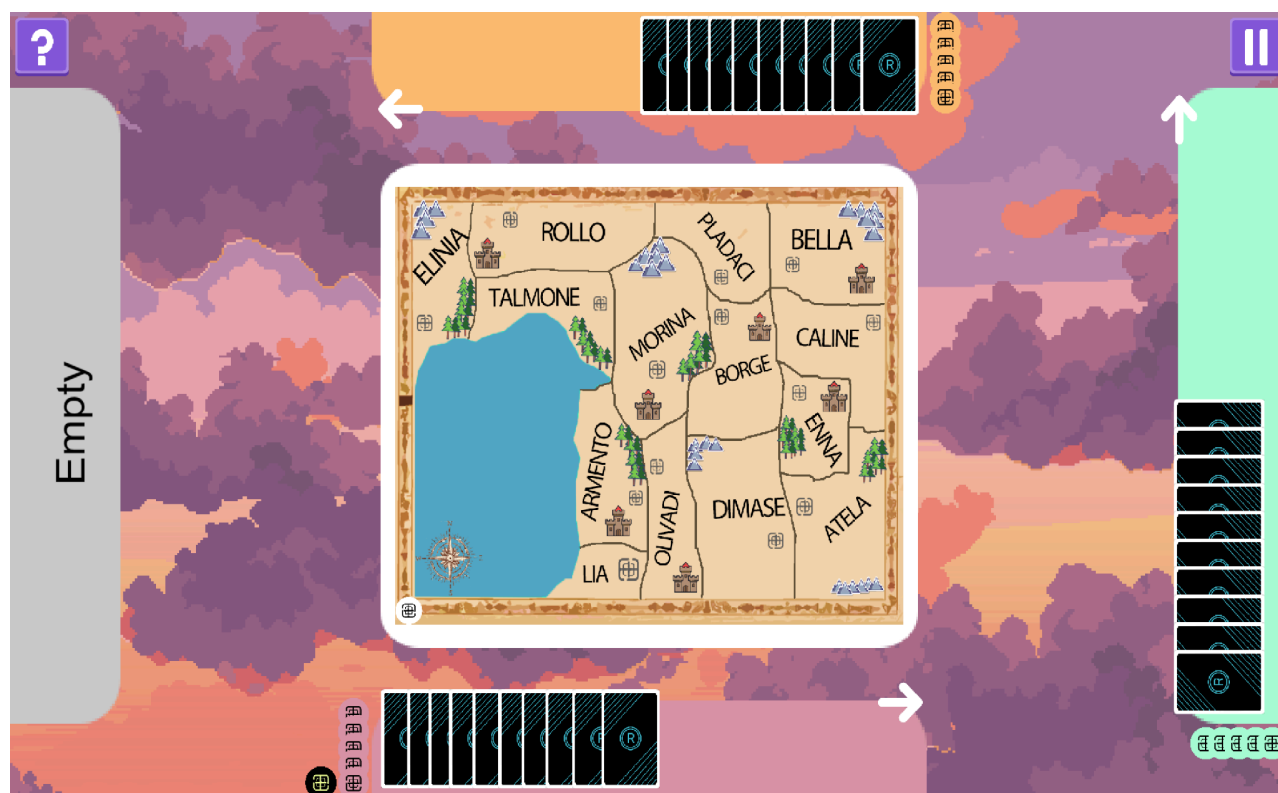 ?
R
Empty
ELINIA
ROLLO
PLADACI
BELLA
TALMONE
MORINA
CALINE
BORGE
ENNA
ARMENTO
OLIVADI
DIMASE
ATELA
LIA
R
R